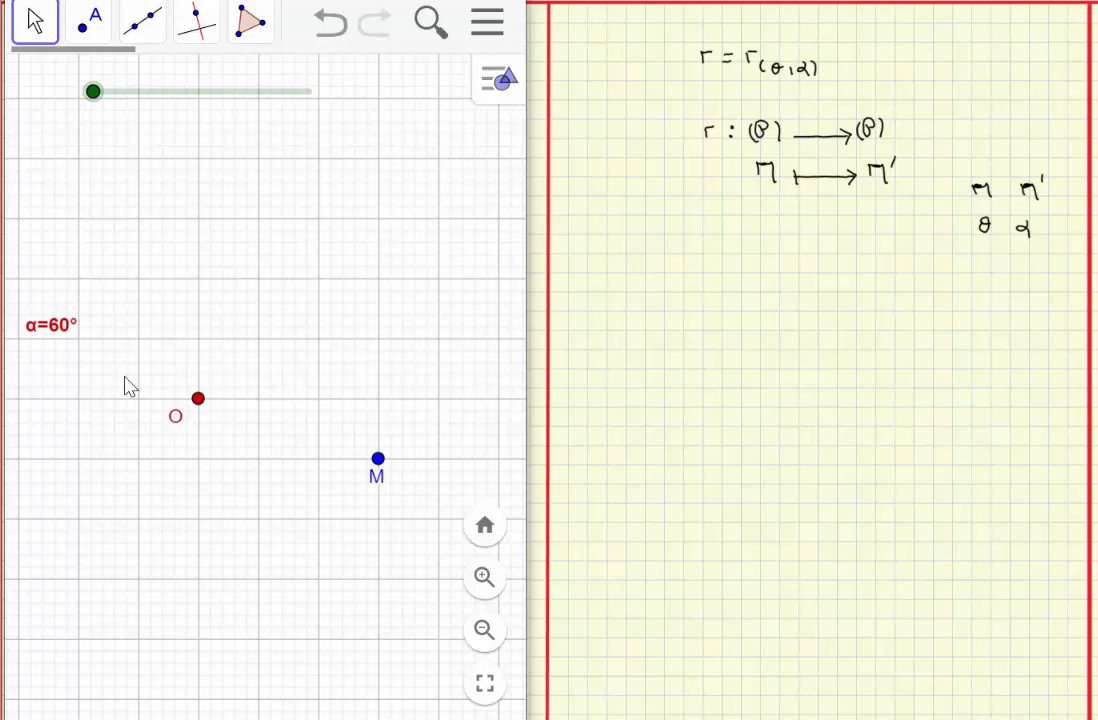 A
α=60°
O
M
r = r(θ,α)
r : (P) ⟶ (P)
M ⟼ M'
M M'
θ α